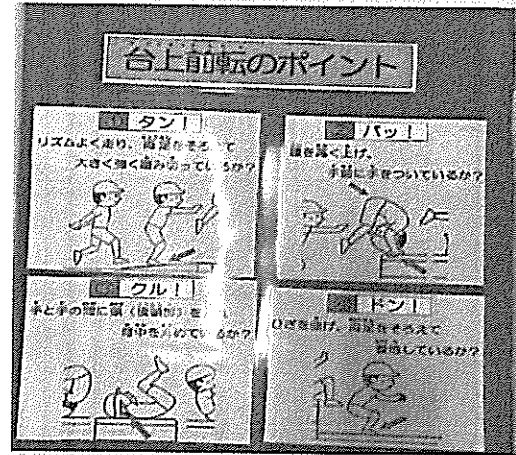 台上前転のポイント
タン！
リズムよく走り、両足をそろえて
大きく強く踏み切っているか？
パッ！
腰を高く上げ、
手前に手をついているか？
クル！！
手と手の間に頭（後頭部）を
背中を丸めているか？
ドン！
ひざを曲げ、両足をそろえて
着地しているか？